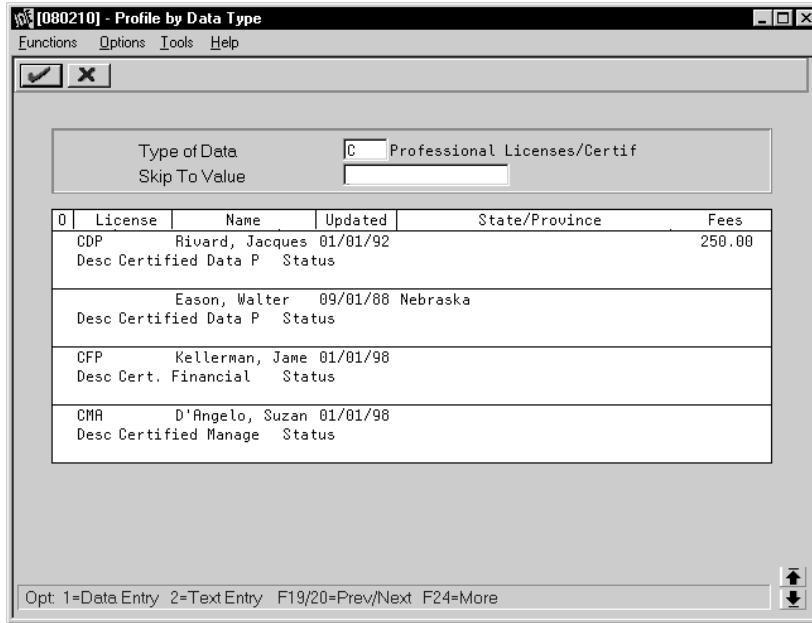 [080210] - Profile by Data Type
Functions Options Tools Help
Type of Data C Professional Licenses/Certif
Skip To Value
O License Name Updated State/Province Fees
CDP Rivard, Jacques 01/01/92 250.00
Desc Certified Data P Status
Eason, Walter 09/01/88 Nebraska
Desc Certified Data P Status
CFP Kellerman, Jame 01/01/98
Desc Cert. Financial Status
CMA D'Angelo, Suzan 01/01/98
Desc Certified Manage Status
Opt: 1=Data Entry 2=Text Entry F19/20=Prev/Next F24=More